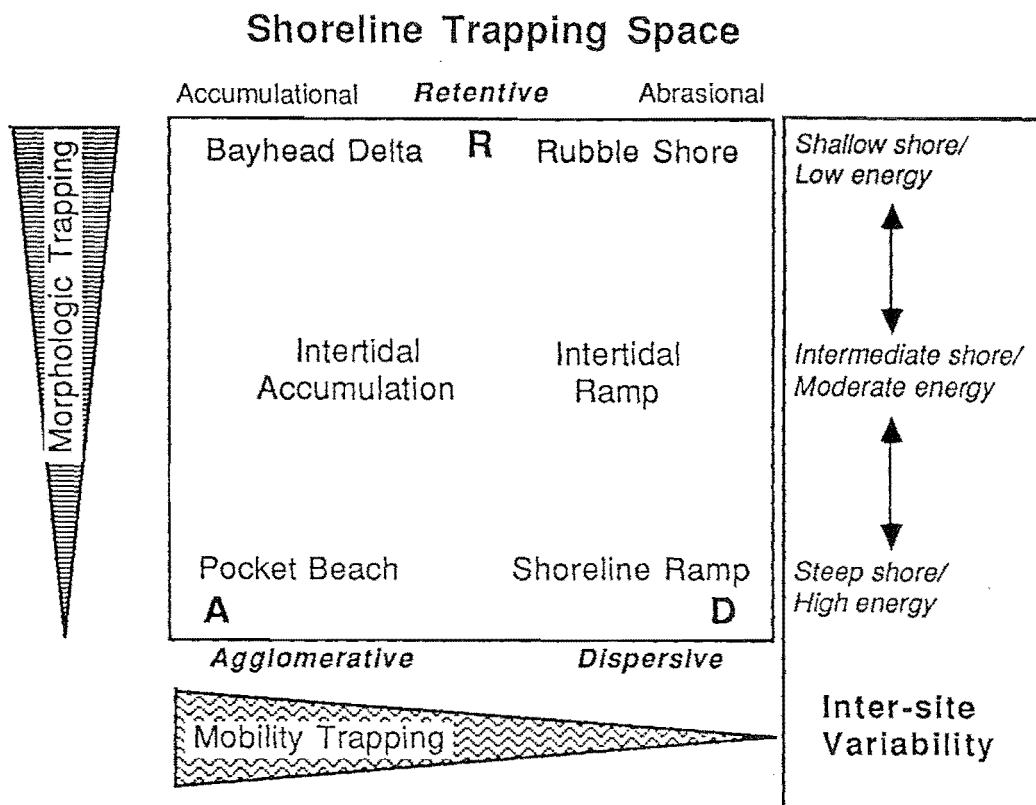 Shoreline Trapping Space
Accumulational Retentive Abrasional
Morphologic Trapping
Bayhead Delta R Rubble Shore
Shallow shore/
Low energy
Intertidal
Accumulation
Intertidal
Ramp
Intermediate shore/
Moderate energy
Pocket Beach Shoreline Ramp
A D
Steep shore/
High energy
Agglomerative Dispersive
Mobility Trapping
Inter-site
Variability